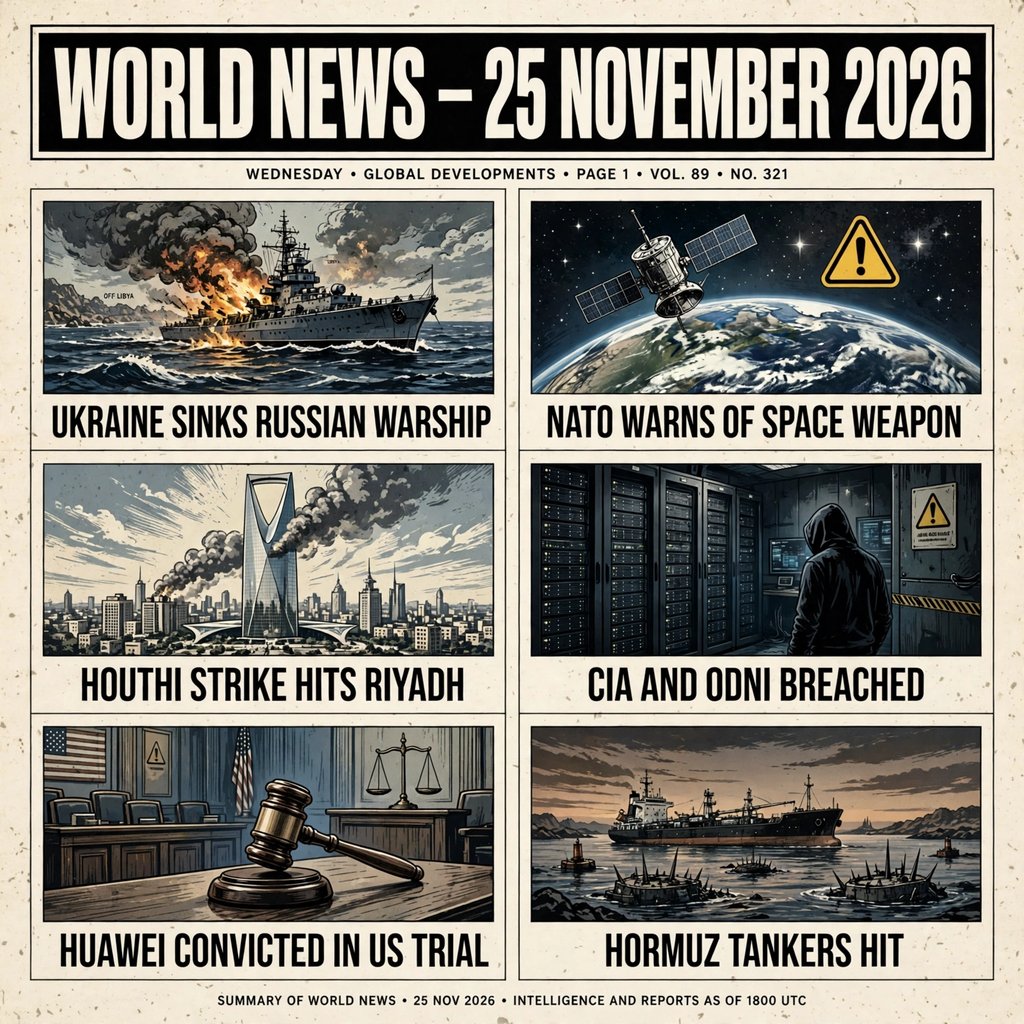 WORLD NEWS – 25 NOVEMBER 2026
WEDNESDAY • GLOBAL DEVELOPMENTS • PAGE 1 • VOL. 89 • NO. 321
OFF LIBYA
UKRAINE SINKS RUSSIAN WARSHIP
NATO WARNS OF SPACE WEAPON
HOUTHI STRIKE HITS RIYADH
CIA AND ODNI BREACHED
HUAWEI CONVICTED IN US TRIAL
HORMUZ TANKERS HIT
SUMMARY OF WORLD NEWS • 25 NOV 2026 • INTELLIGENCE AND REPORTS AS OF 1800 UTC